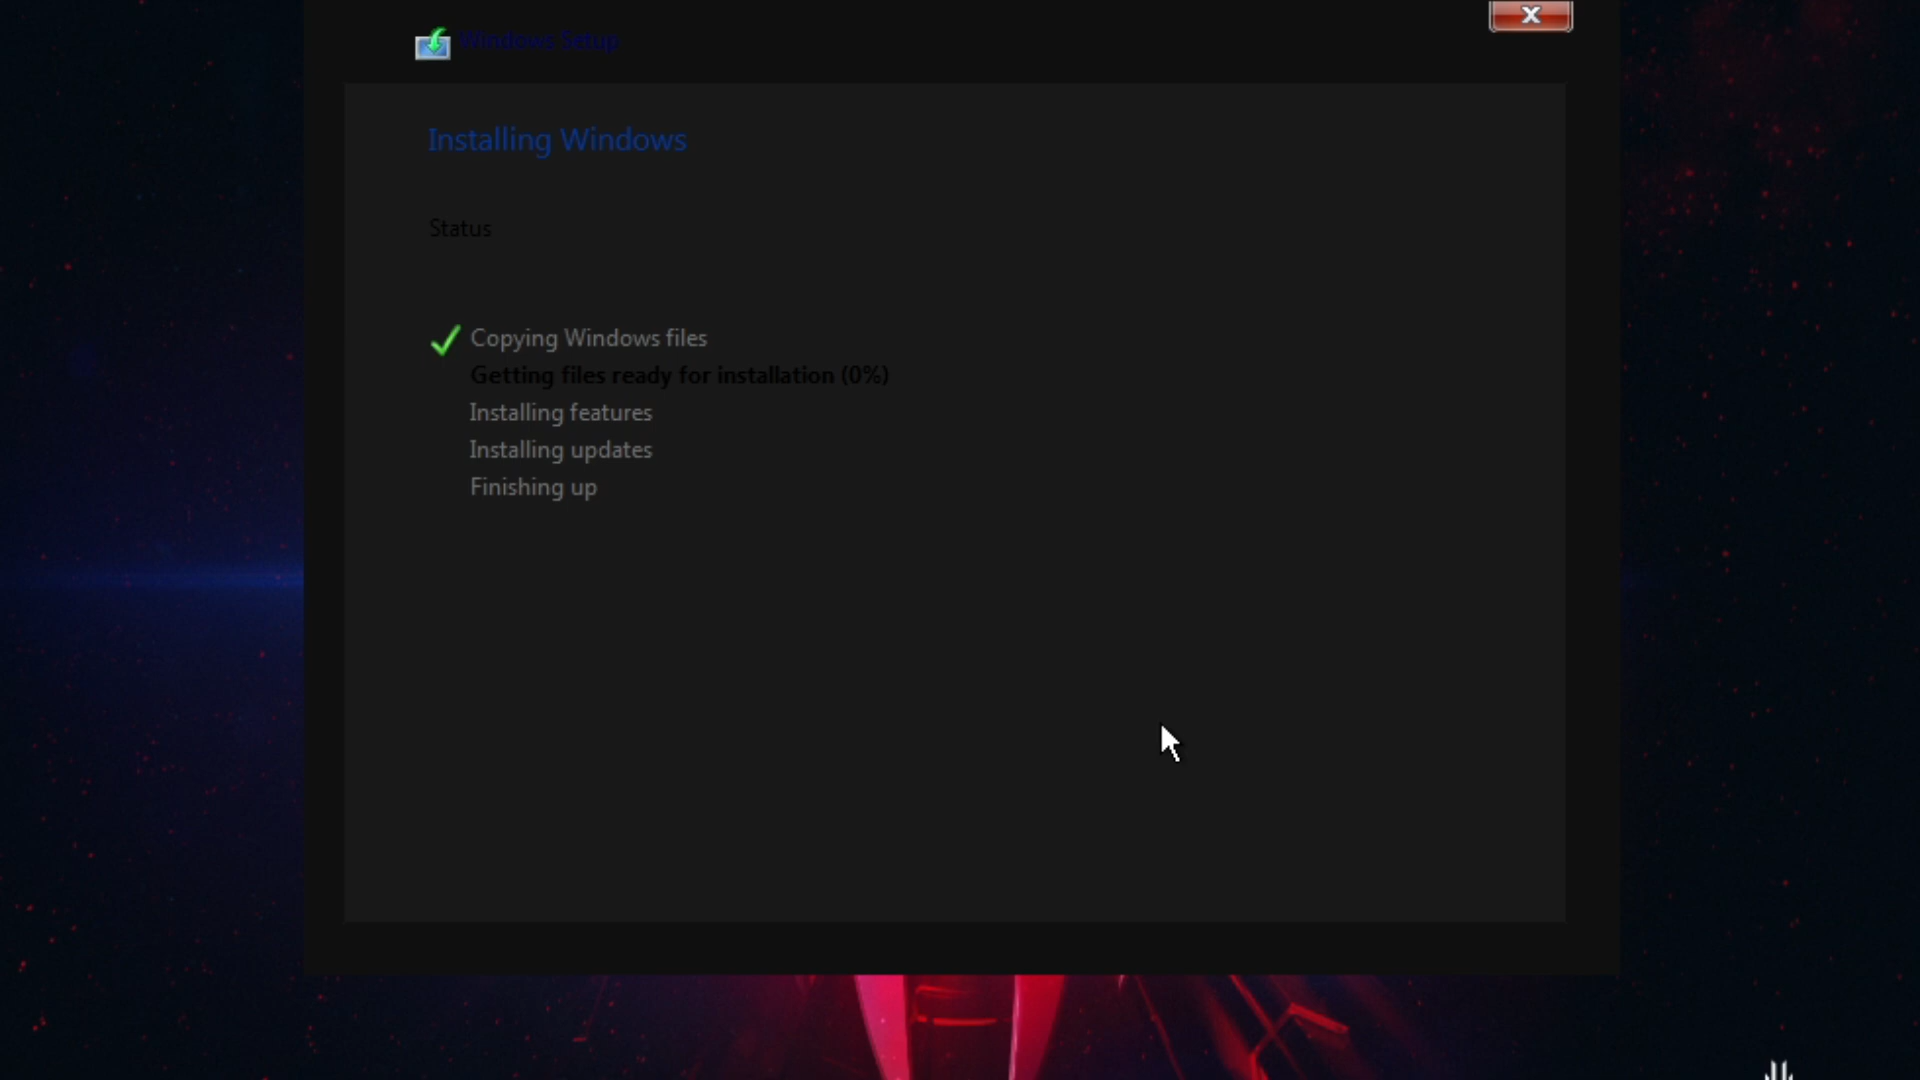 Windows Setup
Installing Windows
Status
Copying Windows files
Getting files ready for installation (0%)
Installing features
Installing updates
Finishing up